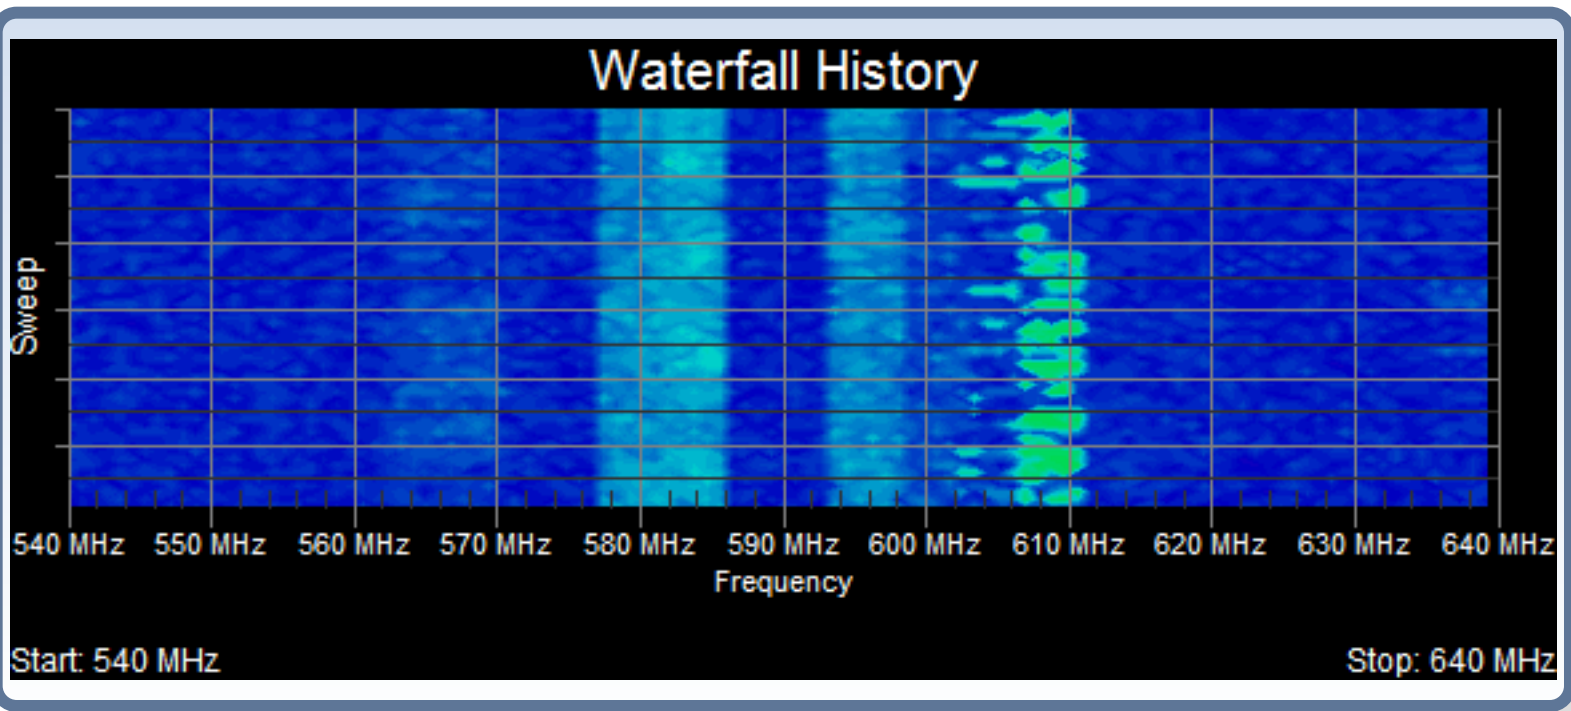 Waterfall History
Sweep
540 MHz 550 MHz 560 MHz 570 MHz 580 MHz 590 MHz 600 MHz 610 MHz 620 MHz 630 MHz 640 MHz
Frequency
Start: 540 MHz
Stop: 640 MHz